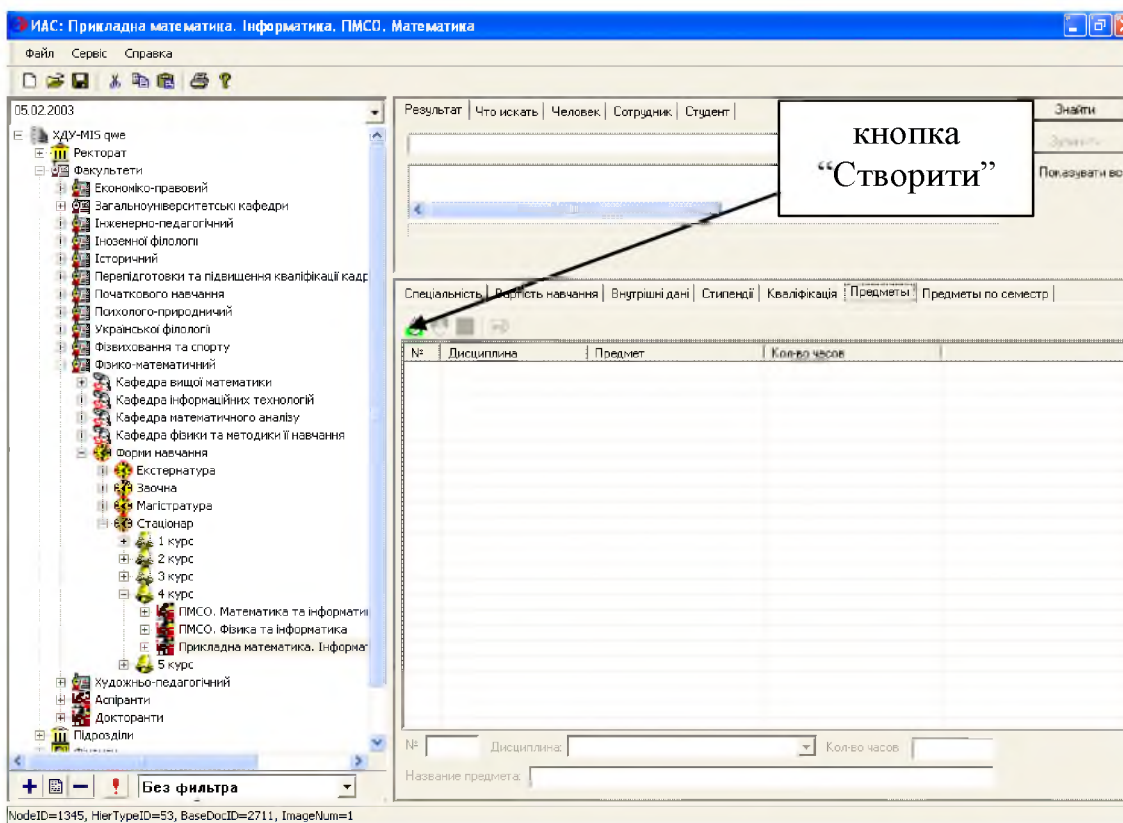 ИАС: Прикладна математика. Інформатика. ПМСО. Математика
Файл Сервіс Справка
05.02.2003
ХДУ-MIS qwe
Ректорат
Факультети
Економіко-правовий
Загальноуніверситетські кафедри
Інженерно-педагогічний
Іноземної філології
Історичний
Перепідготовки та підвищення кваліфікації кадр
Початкового навчання
Психолого-природничий
Української філології
Фізвиховання та спорту
Фізико-математичний
Кафедра вищої математики
Кафедра інформаційних технологій
Кафедра математичного аналізу
Кафедра фізики та методики її навчання
Форми навчання
Екстернатура
Заочна
Магістратура
Стаціонар
1 курс
2 курс
3 курс
4 курс
ПМСО. Математика та інформати
ПМСО. Фізика та інформатика
Прикладна математика. Інформат
5 курс
Художньо-педагогічний
Аспіранти
Докторанти
Підрозділи
Без фильтра
Результат Что искать Человек Сотрудник Студент
Знайти
Показувати вс
кнопка
“Створити”
Спеціальність Вартість навчання Внутрішні дані Стипендії Кваліфікація Предметы Предметы по семестр
№ Дисциплина Предмет Кол-во часов
№ Дисциплина: Кол-во часов
Название предмета:
NodeID=1345, HierTypeID=53, BaseDocID=2711, ImageNum=1